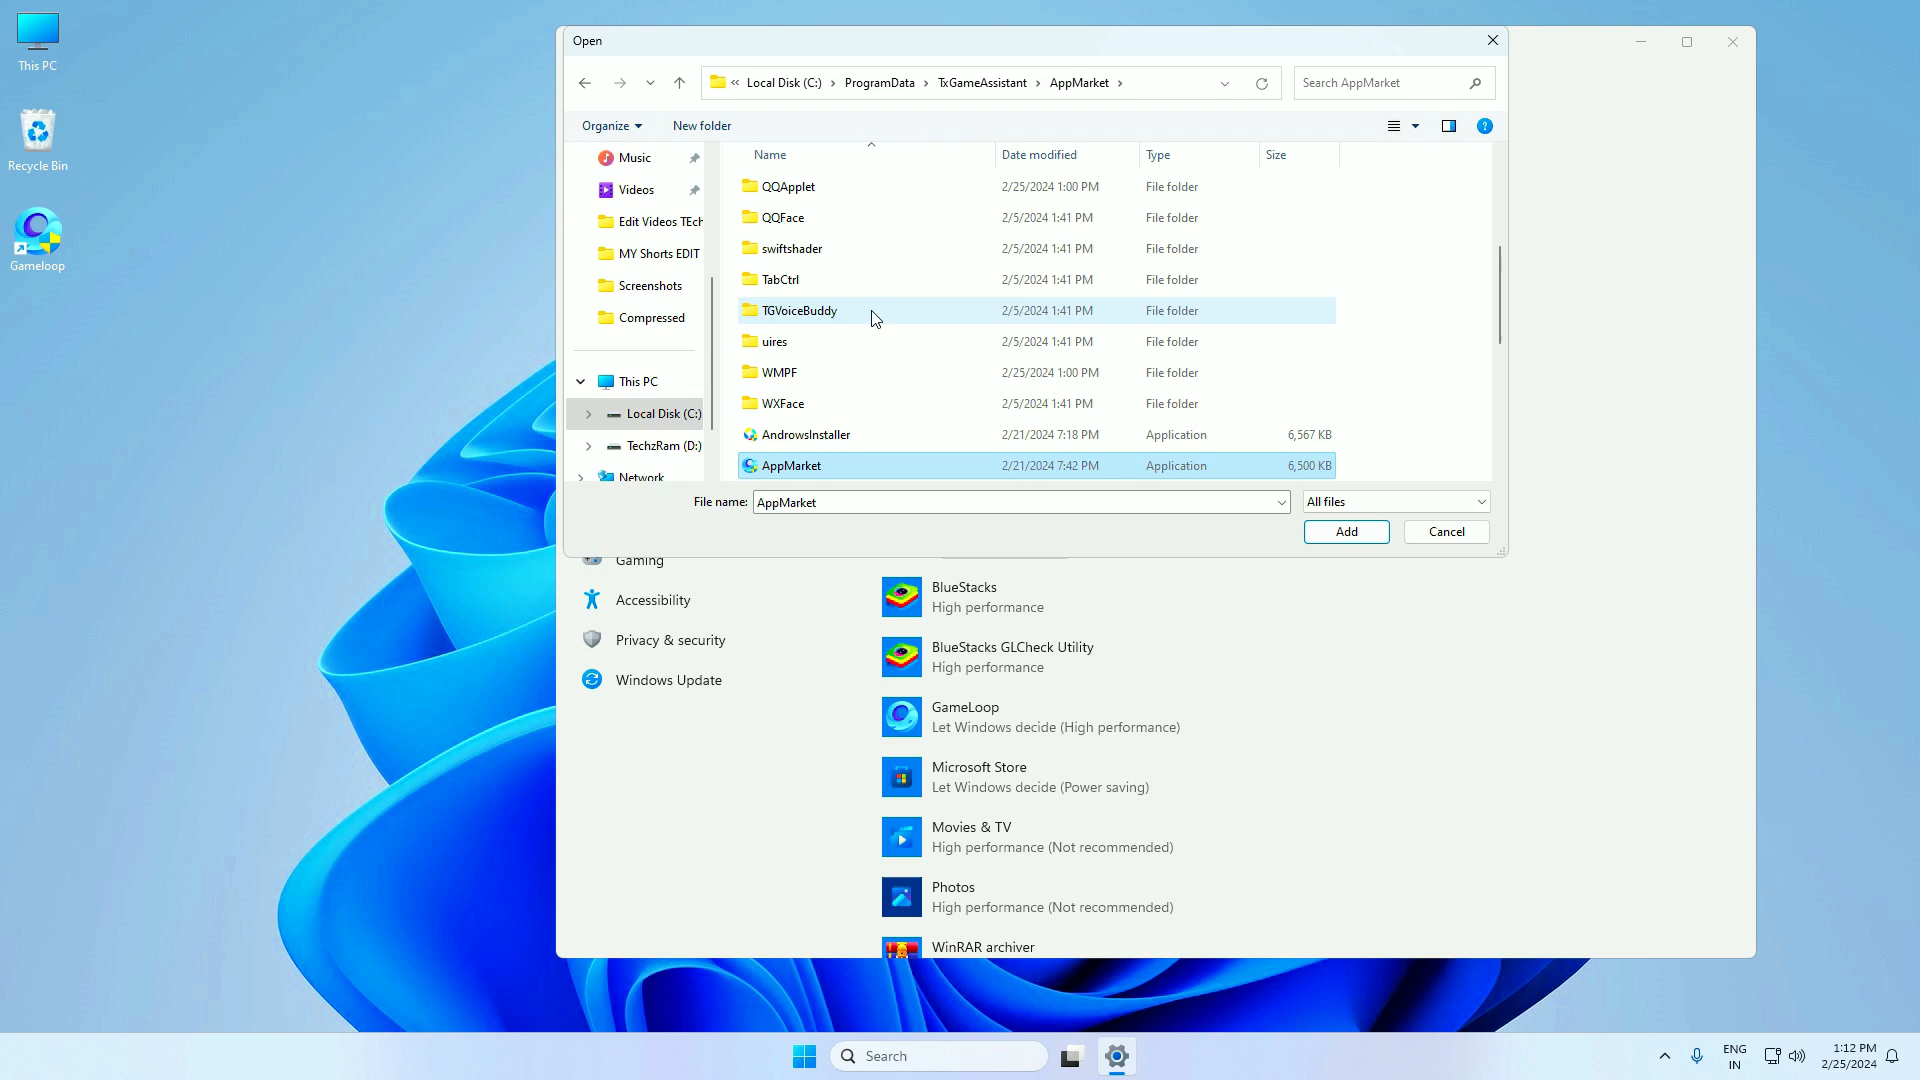 This PC
Recycle Bin
Gameloop
Open
« Local Disk (C:) › ProgramData › TxGameAssistant › AppMarket ›
Search AppMarket
Organize
New folder
Music
Videos
Edit Videos TEch
MY Shorts EDIT
Screenshots
Compressed
This PC
Local Disk (C:)
TechzRam (D:)
Network
Name Date modified Type Size
QQApplet 2/25/2024 1:00 PM File folder
QQFace 2/5/2024 1:41 PM File folder
swiftshader 2/5/2024 1:41 PM File folder
TabCtrl 2/5/2024 1:41 PM File folder
TGVoiceBuddy 2/5/2024 1:41 PM File folder
uires 2/5/2024 1:41 PM File folder
WMPF 2/25/2024 1:00 PM File folder
WXFace 2/5/2024 1:41 PM File folder
AndrowsInstaller 2/21/2024 7:18 PM Application 6,567 KB
AppMarket 2/21/2024 7:42 PM Application 6,500 KB
File name: AppMarket
All files
Add
Cancel
Gaming
Accessibility
Privacy & security
Windows Update
BlueStacks
High performance
BlueStacks GLCheck Utility
High performance
GameLoop
Let Windows decide (High performance)
Microsoft Store
Let Windows decide (Power saving)
Movies & TV
High performance (Not recommended)
Photos
High performance (Not recommended)
WinRAR archiver
Search
ENG
IN
1:12 PM
2/25/2024